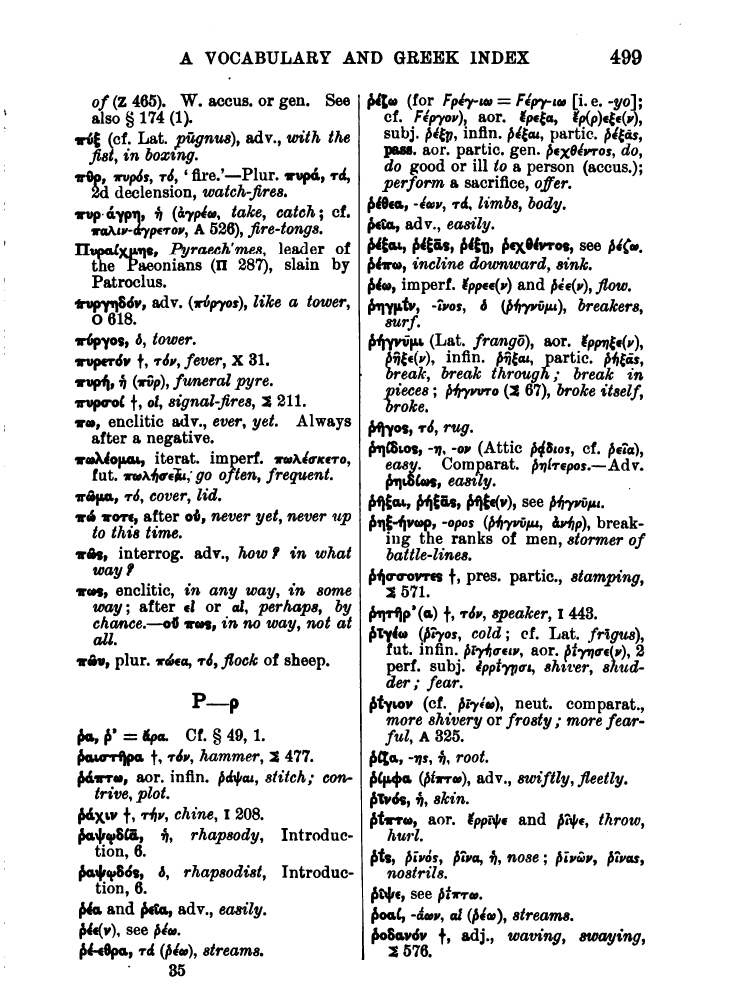 A VOCABULARY AND GREEK INDEX 499
of (Ζ 465). W. accus. or gen. See
also § 174 (1).
πύξ (cf. Lat. pūgnus), adv., with the
fist, in boxing.
πῦρ, πυρός, τό, ‘fire.’—Plur. πυρά, τά,
2d declension, watch-fires.
πυρ-άγρη, ἡ (ἀγρέω, take, catch; cf.
παλιν-άγρετον, Α 526), fire-tongs.
Πυραίχμης, Pyraech'mes, leader of
the Paeonians (Π 287), slain by
Patroclus.
πυργηδόν, adv. (πύργος), like a tower,
Ο 618.
πύργος, ὁ, tower.
πυρετόν †, τόν, fever, Χ 31.
πυρή, ἡ (πῦρ), funeral pyre.
πυρσοί †, οἱ, signal-fires, Σ 211.
πω, enclitic adv., ever, yet. Always
after a negative.
πωλέομαι, iterat. imperf. πωλέσκετο,
fut. πωλήσεαι, go often, frequent.
πῶμα, τό, cover, lid.
πώ ποτε, after οὐ, never yet, never up
to this time.
πῶς, interrog. adv., how? in what
way?
πως, enclitic, in any way, in some
way; after εἰ or αἰ, perhaps, by
chance.—οὔ πως, in no way, not at
all.
πῶυ, plur. πώεα, τό, flock of sheep.
Ρ—ρ
ῥα, ῥ' = ἄρα. Cf. § 49, 1.
ῥαιστῆρα †, τόν, hammer, Σ 477.
ῥάπτω, aor. infin. ῥάψαι, stitch; con-
trive, plot.
ῥάχιν †, τήν, chine, Ι 208.
ῥαψῳδίᾱ, ἡ, rhapsody, Introduc-
tion, 6.
ῥαψῳδός, ὁ, rhapsodist, Introduc-
tion, 6.
ῥέα and ῥεῖα, adv., easily.
ῥέε(ν), see ῥέω.
ῥέ-εθρα, τά (ῥέω), streams.
35
ῥέζω (for Ϝρέγ-ιω = Ϝέργ-ιω [i. e. -yo];
cf. Ϝέργον), aor. ἔρεξα, ἔρ(ρ)εξε(ν),
subj. ῥέξῃ, infin. ῥέξαι, partic. ῥέξᾱς,
pass. aor. partic. gen. ῥεχθέντος, do,
do good or ill to a person (accus.);
perform a sacrifice, offer.
ῥέθεα, -έων, τά, limbs, body.
ῥεῖα, adv., easily.
ῥέξαι, ῥέξᾱς, ῥέξῃ, ῥεχθέντος, see ῥέζω.
ῥέπω, incline downward, sink.
ῥέω, imperf. ἔρρεε(ν) and ῥέε(ν), flow.
ῥηγμίν, -ῖνος, ὁ (ῥήγνῡμι), breakers,
surf.
ῥήγνῡμι (Lat. frangō), aor. ἔρρηξε(ν),
ῥῆξε(ν), infin. ῥῆξαι, partic. ῥήξᾱς,
break, break through; break in
pieces; ῥήγνυτο (Σ 67), broke itself,
broke.
ῥῆγος, τό, rug.
ῥηίδιος, -η, -ον (Attic ῥᾴδιος, cf. ῥεῖα),
easy. Comparat. ῥηίτερος.—Adv.
ῥηιδίως, easily.
ῥῆξαι, ῥήξᾱς, ῥῆξε(ν), see ῥήγνῡμι.
ῥηξ-ήνωρ, -ορος (ῥήγνῡμι, ἀνήρ), break-
ing the ranks of men, stormer of
battle-lines.
ῥήσσοντες †, pres. partic., stamping,
Σ 571.
ῥητῆρ'(α) †, τόν, speaker, Ι 443.
ῥῑγέω (ῥῖγος, cold; cf. Lat. frīgus),
fut. infin. ῥῑγήσειν, aor. ῥίγησε(ν), 2
perf. subj. ἐρρίγῃσι, shiver, shud-
der; fear.
ῥίγιον (cf. ῥῑγέω), neut. comparat.,
more shivery or frosty; more fear-
ful, Α 325.
ῥίζα, -ης, ἡ, root.
ῥίμφα (ῥίπτω), adv., swiftly, fleetly.
ῥῑνός, ἡ, skin.
ῥίπτω, aor. ἔρριψε and ῥῖψε, throw,
hurl.
ῥίς, ῥῑνός, ῥῖνα, ἡ, nose; ῥῑνῶν, ῥῖνας,
nostrils.
ῥῖψε, see ῥίπτω.
ῥοαί, -άων, αἱ (ῥέω), streams.
ῥοδανόν †, adj., waving, swaying,
Σ 576.